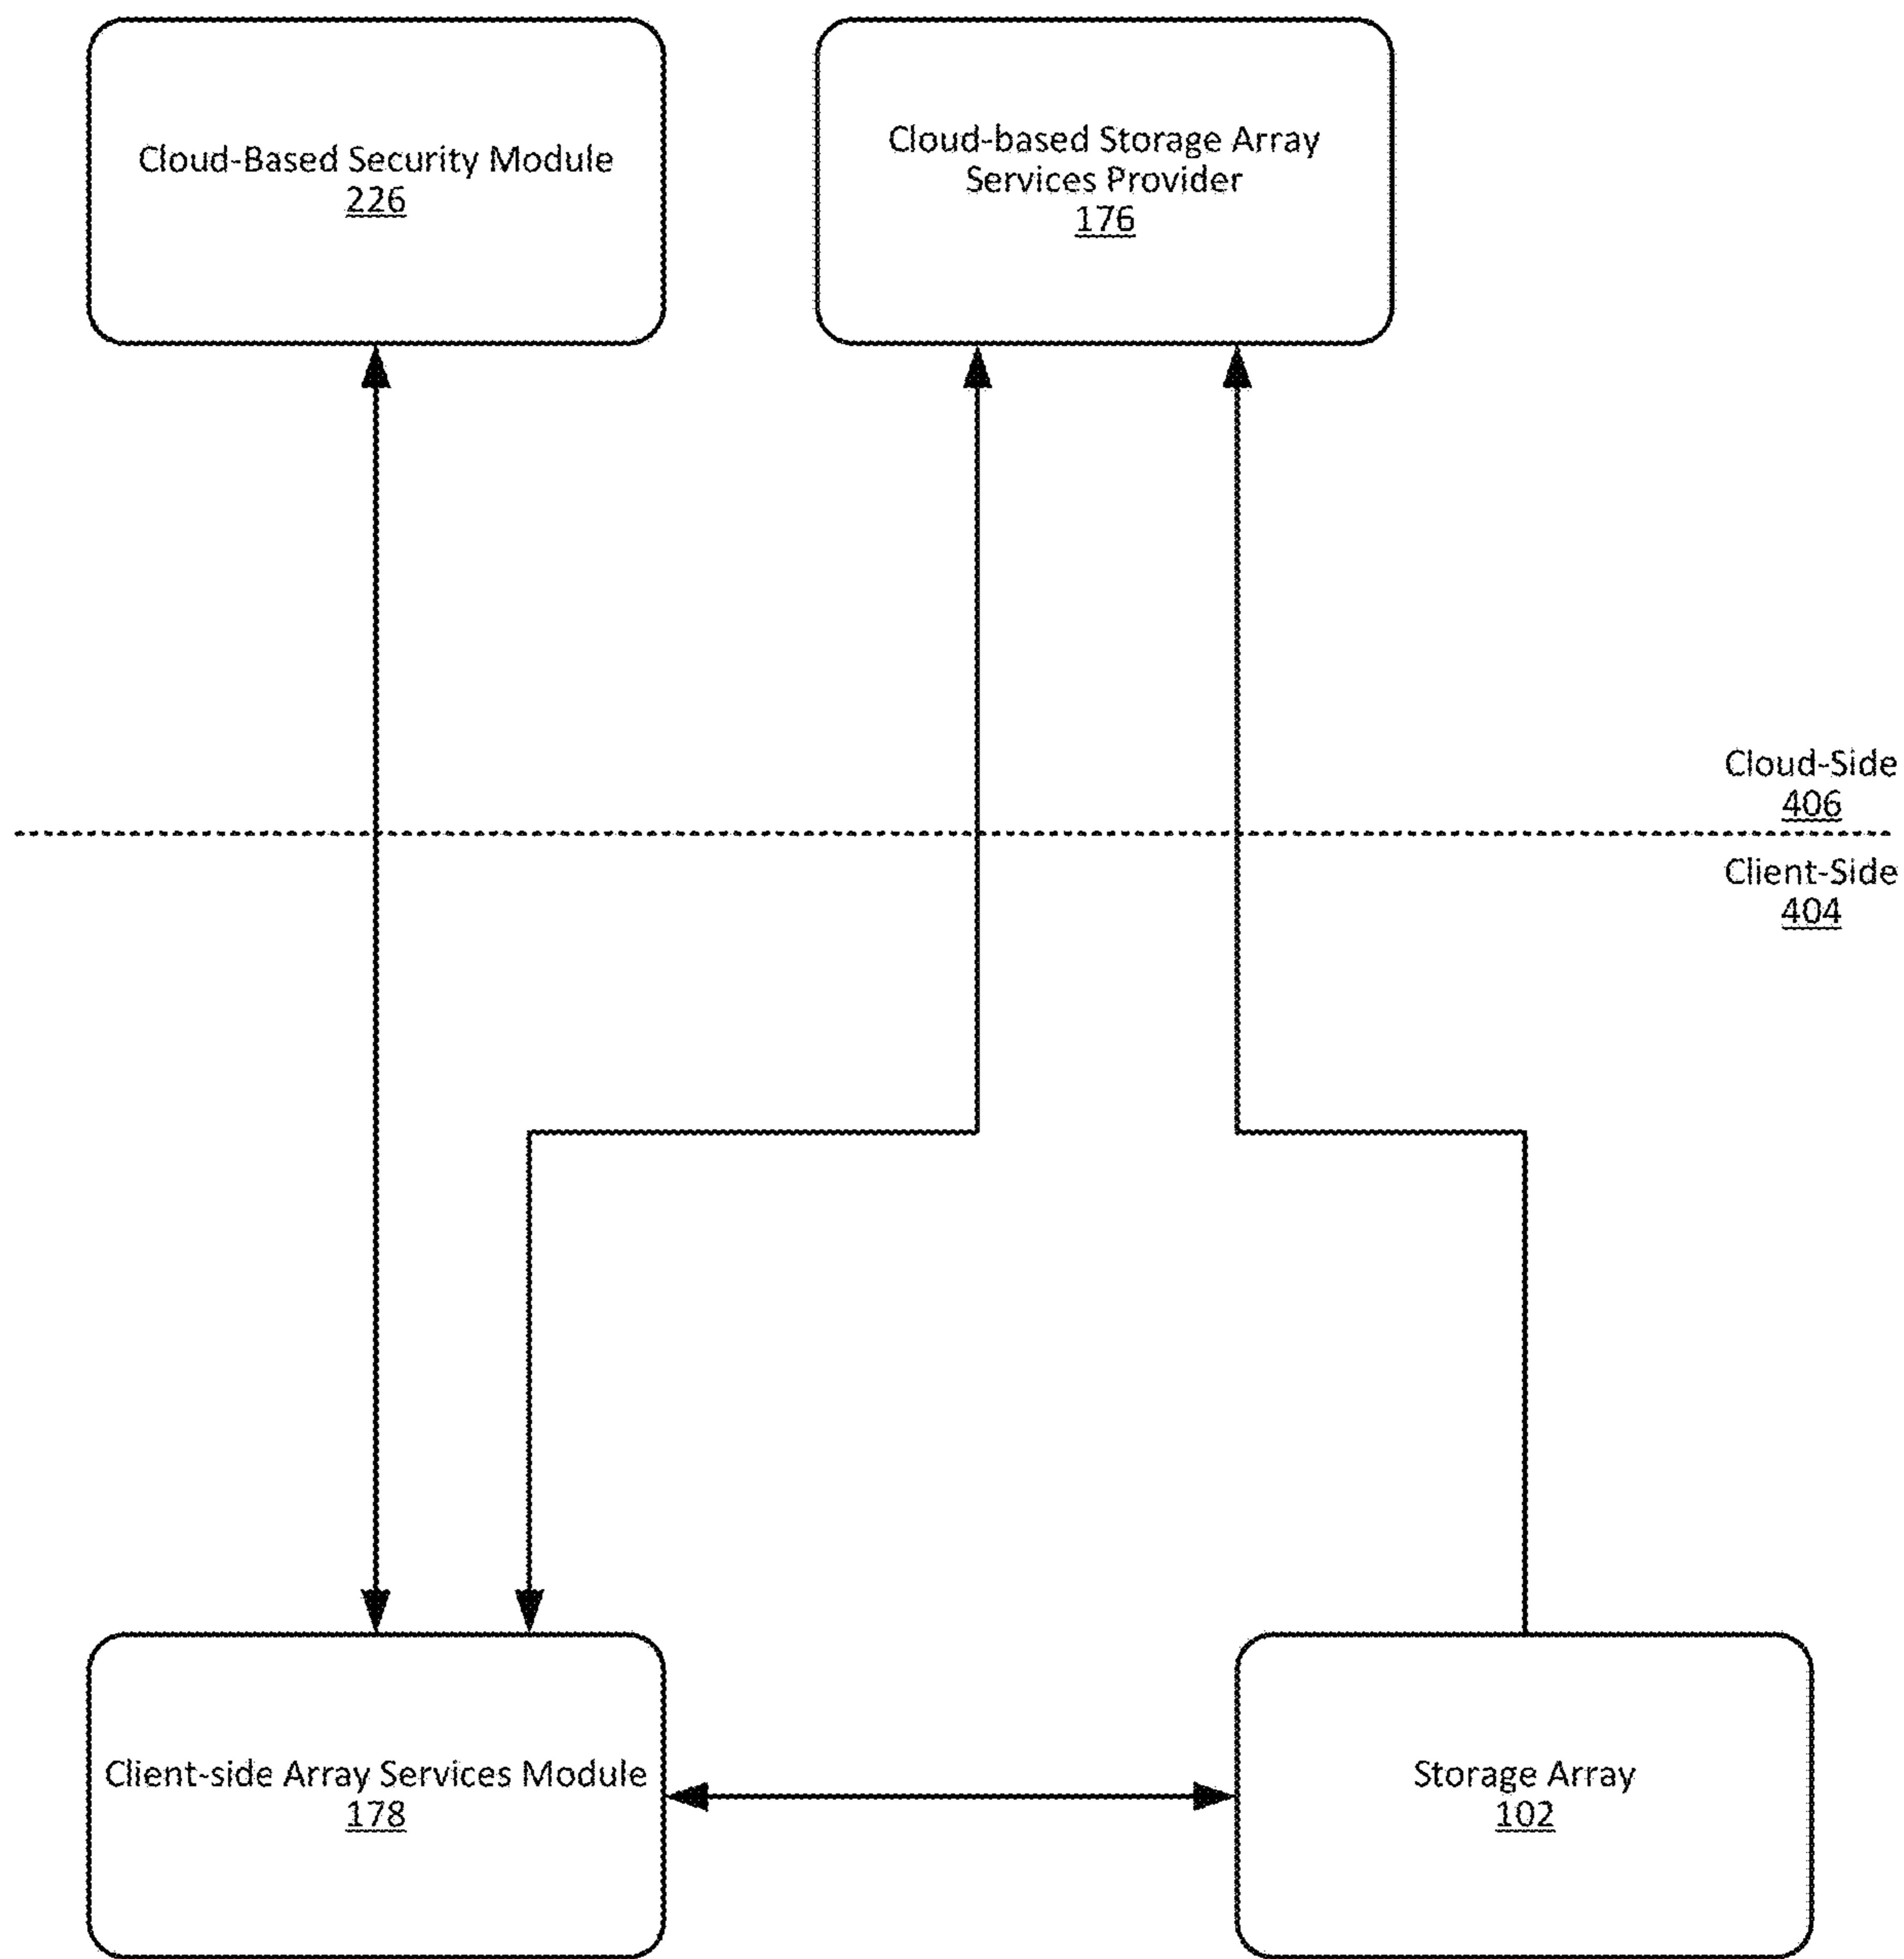 Cloud-Based Security Module
226
Cloud-based Storage Array
Services Provider
176
Cloud-Side
406
Client-Side
404
Client-side Array Services Module
178
Storage Array
102